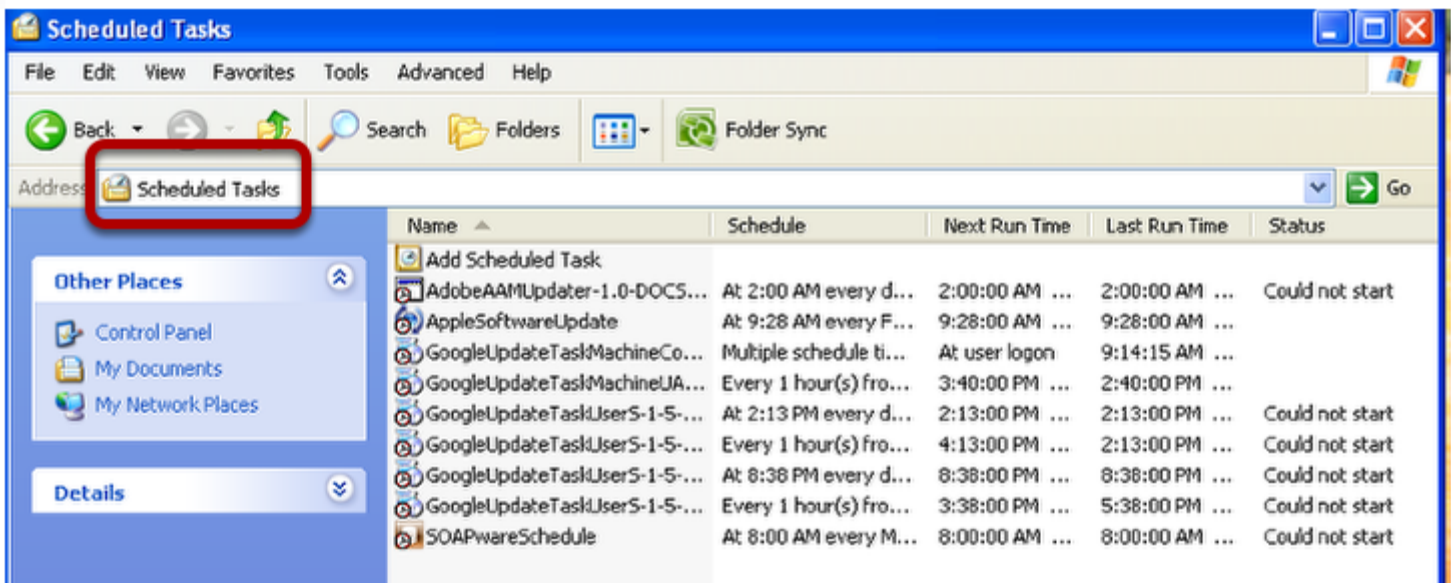 Scheduled Tasks
File Edit View Favorites Tools Advanced Help
Back Search Folders Folder Sync
Address Scheduled Tasks Go
Name Schedule Next Run Time Last Run Time Status
Other Places
Control Panel
My Documents
My Network Places
Details
Add Scheduled Task
AdobeAAMUpdater-1.0-DOCS... At 2:00 AM every d... 2:00:00 AM ... 2:00:00 AM ... Could not start
AppleSoftwareUpdate At 9:28 AM every F... 9:28:00 AM ... 9:28:00 AM ...
GoogleUpdateTaskMachineCo... Multiple schedule ti... At user logon 9:14:15 AM ...
GoogleUpdateTaskMachineUA... Every 1 hour(s) fro... 3:40:00 PM ... 2:40:00 PM ...
GoogleUpdateTaskUserS-1-5-... At 2:13 PM every d... 2:13:00 PM ... 2:13:00 PM ... Could not start
GoogleUpdateTaskUserS-1-5-... Every 1 hour(s) fro... 4:13:00 PM ... 2:13:00 PM ... Could not start
GoogleUpdateTaskUserS-1-5-... At 8:38 PM every d... 8:38:00 PM ... 8:38:00 PM ... Could not start
GoogleUpdateTaskUserS-1-5-... Every 1 hour(s) fro... 3:38:00 PM ... 5:38:00 PM ... Could not start
SOAPwareSchedule At 8:00 AM every M... 8:00:00 AM ... 8:00:00 AM ... Could not start